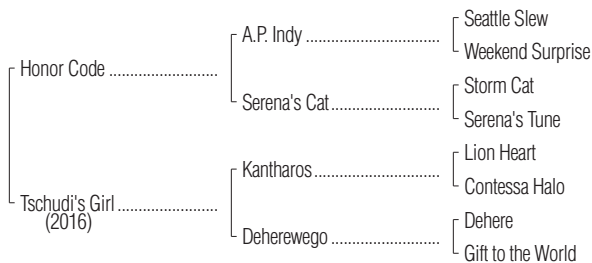 Honor Code
Tschudi's Girl
(2016)
A.P. Indy
Serena's Cat
Kantharos
Deherewego
Seattle Slew
Weekend Surprise
Storm Cat
Serena's Tune
Lion Heart
Contessa Halo
Dehere
Gift to the World